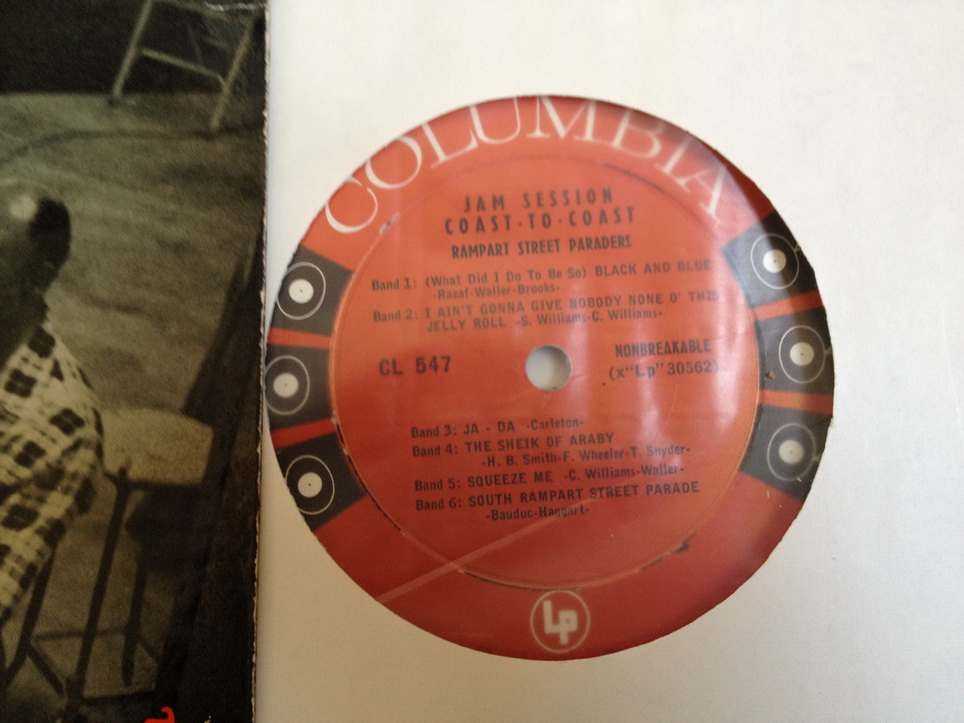 COLUMBIA
JAM SESSION
COAST-TO-COAST
RAMPART STREET PARADERS
Band 1: (What Did I Do To Be So) BLACK AND BLUE
-Razaf-Waller-Brooks-
Band 2: I AIN'T GONNA GIVE NOBODY NONE O' THIS
JELLY ROLL -S. Williams-C. Williams-
CL 547
NONBREAKABLE
(x"Lp"30562)
Band 3: JA - DA -Carleton-
Band 4: THE SHEIK OF ARABY
-H. B. Smith-F. Wheeler-T. Snyder-
Band 5: SQUEEZE ME -C. Williams-Waller-
Band 6: SOUTH RAMPART STREET PARADE
-Bauduc-Haggart-
LP